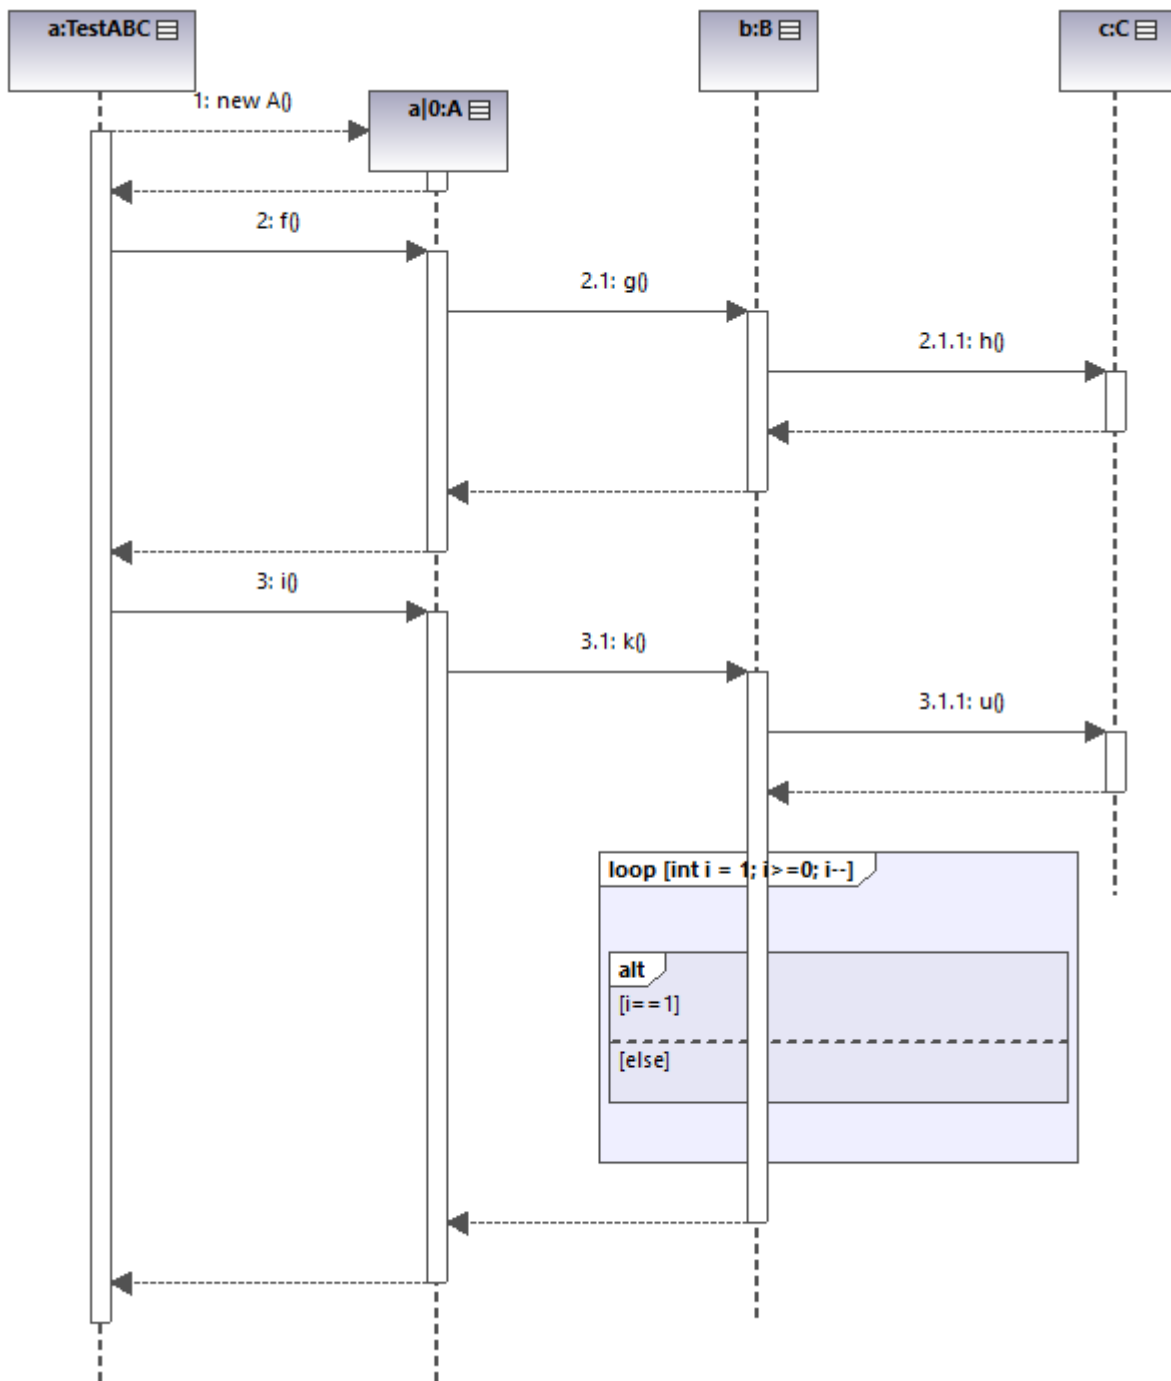 a:TestABC
b:B
c:C
1: new A()
a|0:A
2: f()
2.1: g()
2.1.1: h()
3: i()
3.1: k()
3.1.1: u()
loop [int i = 1; i>=0; i--]
alt
[i==1]
[else]